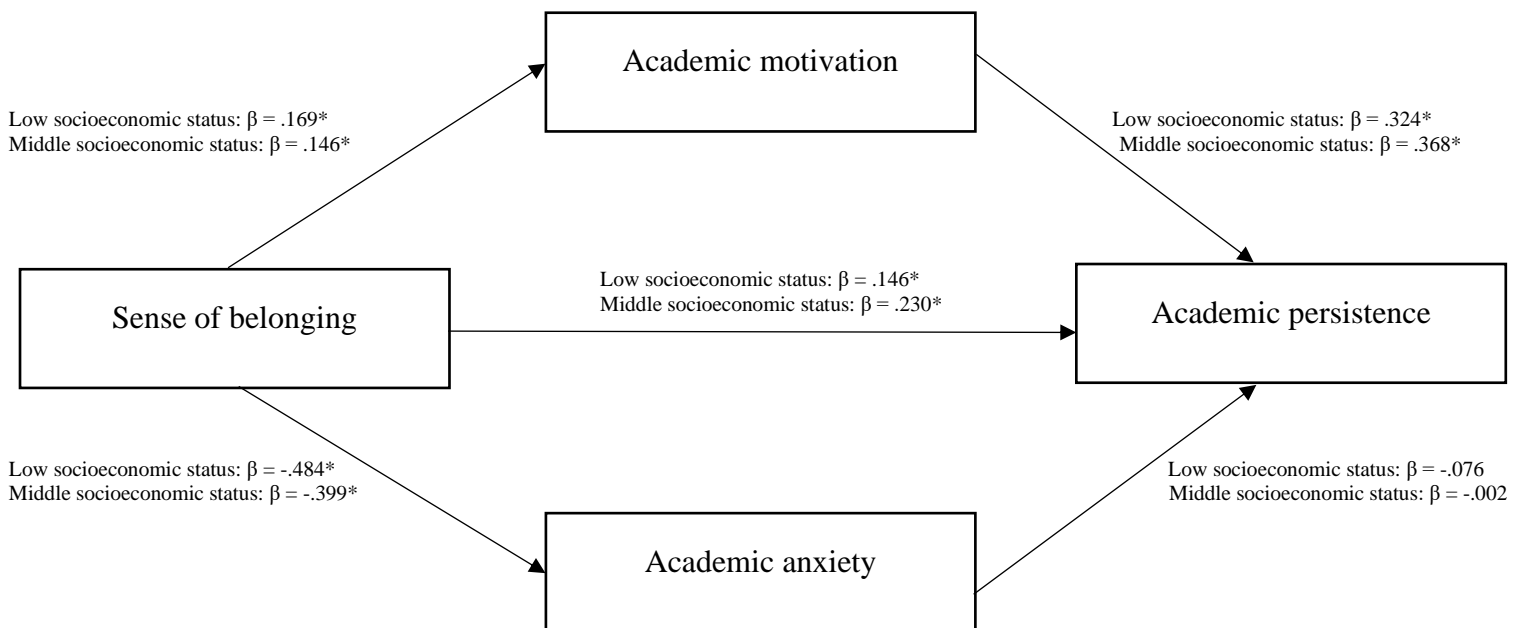 Academic motivation
Low socioeconomic status: β = .169*
Middle socioeconomic status: β = .146*
Low socioeconomic status: β = .324*
Middle socioeconomic status: β = .368*
Sense of belonging
Low socioeconomic status: β = .146*
Middle socioeconomic status: β = .230*
Academic persistence
Low socioeconomic status: β = -.484*
Middle socioeconomic status: β = -.399*
Low socioeconomic status: β = -.076
Middle socioeconomic status: β = -.002
Academic anxiety